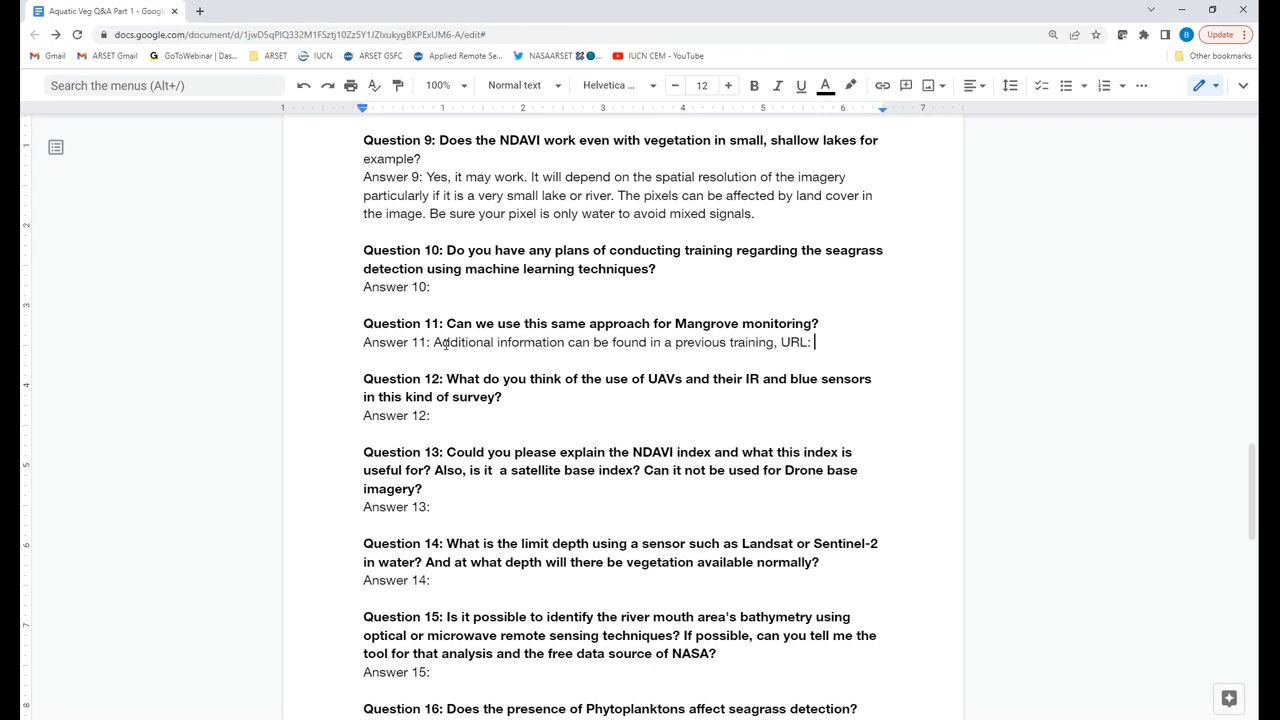 Aquatic Veg Q&A Part 1 - Google
docs.google.com/document/d/1jwD5qPlQ332M1FSztj10Zz5Y1JZIxukygBKPExUM6-A/edit#
B
Update
Gmail
ARSET Gmail
GoToWebinar | Das...
ARSET
IUCN
ARSET GSFC
Applied Remote Se...
NASAARSET
IUCN CEM - YouTube
Other bookmarks
Search the menus (Alt+/)
100%
Normal text
Helvetica ...
12
B I U A
1 1 2 3 4 5 6 7
Question 9: Does the NDAVI work even with vegetation in small, shallow lakes for
example?
Answer 9: Yes, it may work. It will depend on the spatial resolution of the imagery
particularly if it is a very small lake or river. The pixels can be affected by land cover in
the image. Be sure your pixel is only water to avoid mixed signals.
Question 10: Do you have any plans of conducting training regarding the seagrass
detection using machine learning techniques?
Answer 10:
Question 11: Can we use this same approach for Mangrove monitoring?
Answer 11: Additional information can be found in a previous training, URL:
Question 12: What do you think of the use of UAVs and their IR and blue sensors
in this kind of survey?
Answer 12:
Question 13: Could you please explain the NDAVI index and what this index is
useful for? Also, is it a satellite base index? Can it not be used for Drone base
imagery?
Answer 13:
Question 14: What is the limit depth using a sensor such as Landsat or Sentinel-2
in water? And at what depth will there be vegetation available normally?
Answer 14:
Question 15: Is it possible to identify the river mouth area's bathymetry using
optical or microwave remote sensing techniques? If possible, can you tell me the
tool for that analysis and the free data source of NASA?
Answer 15:
Question 16: Does the presence of Phytoplanktons affect seagrass detection?